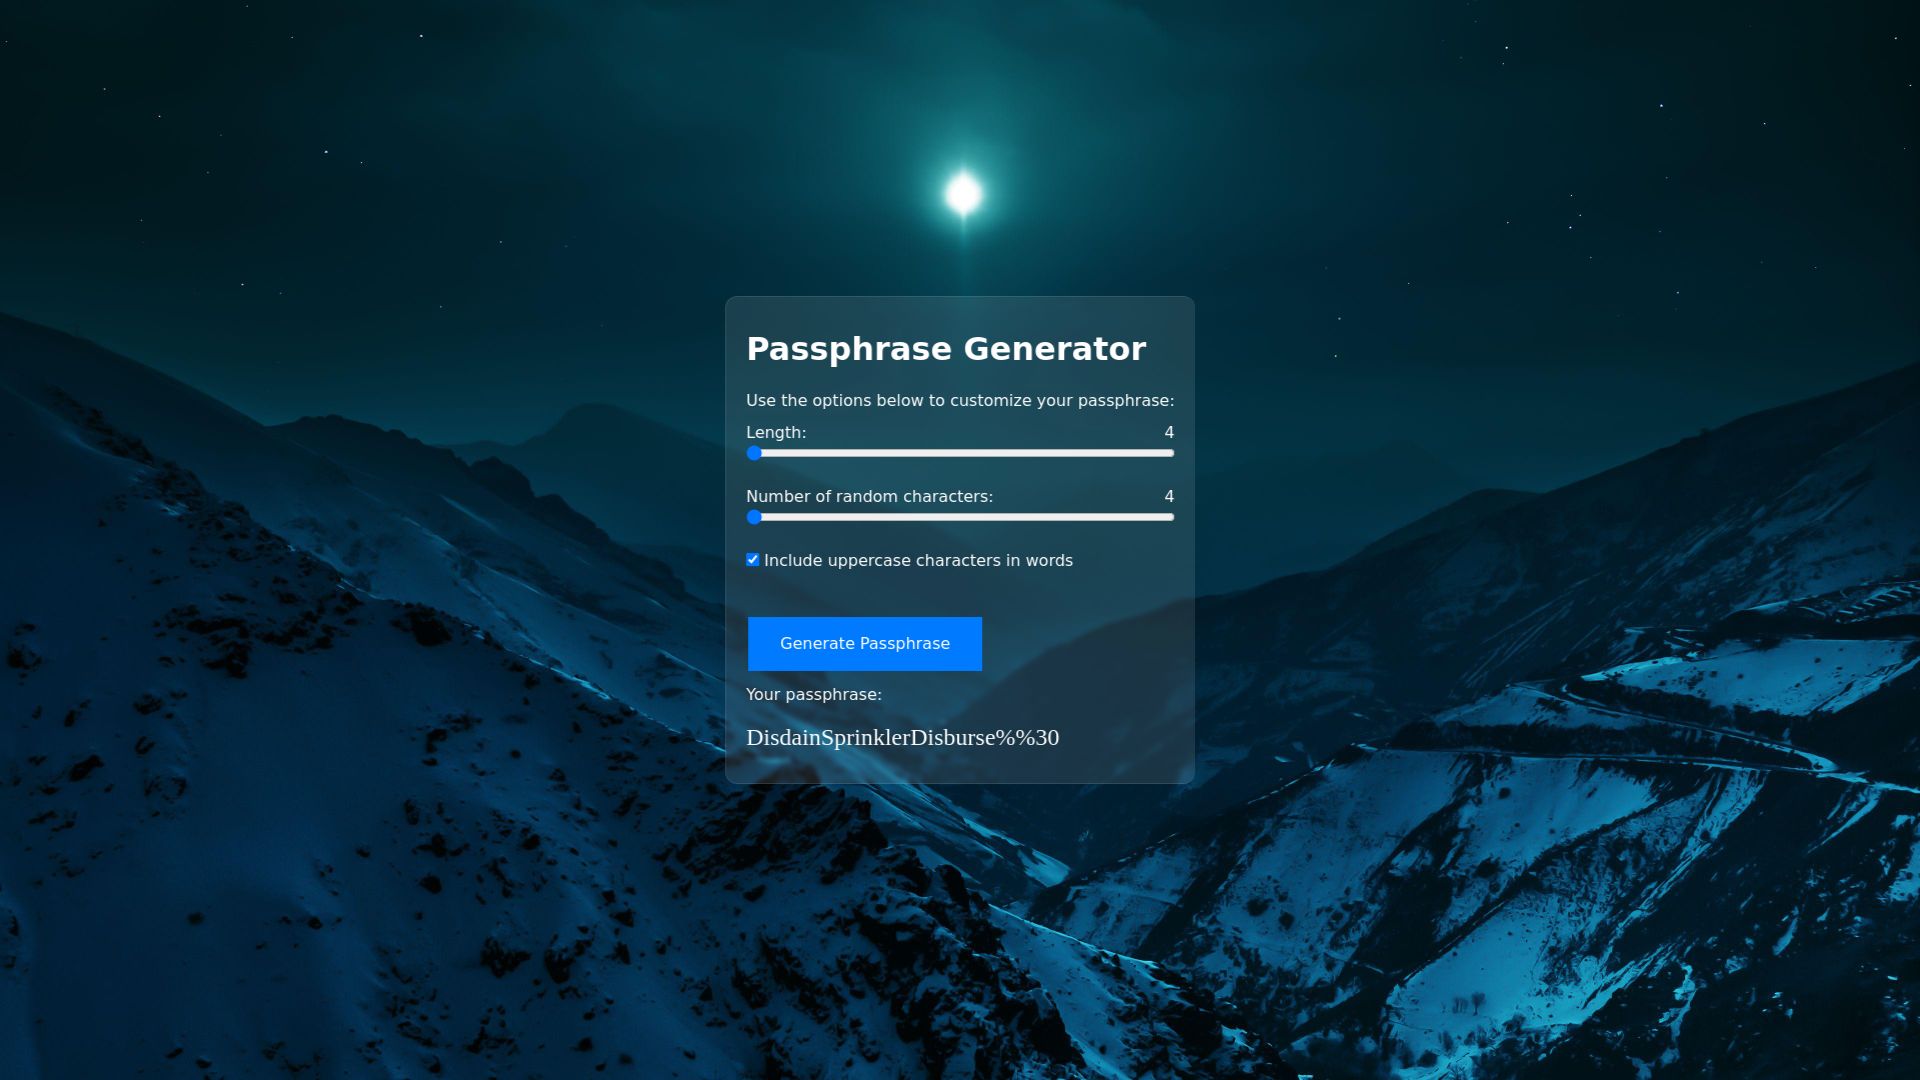 Passphrase Generator
Use the options below to customize your passphrase:
Length: 4
Number of random characters: 4
Include uppercase characters in words
Generate Passphrase
Your passphrase:
DisdainSprinklerDisburse%%30